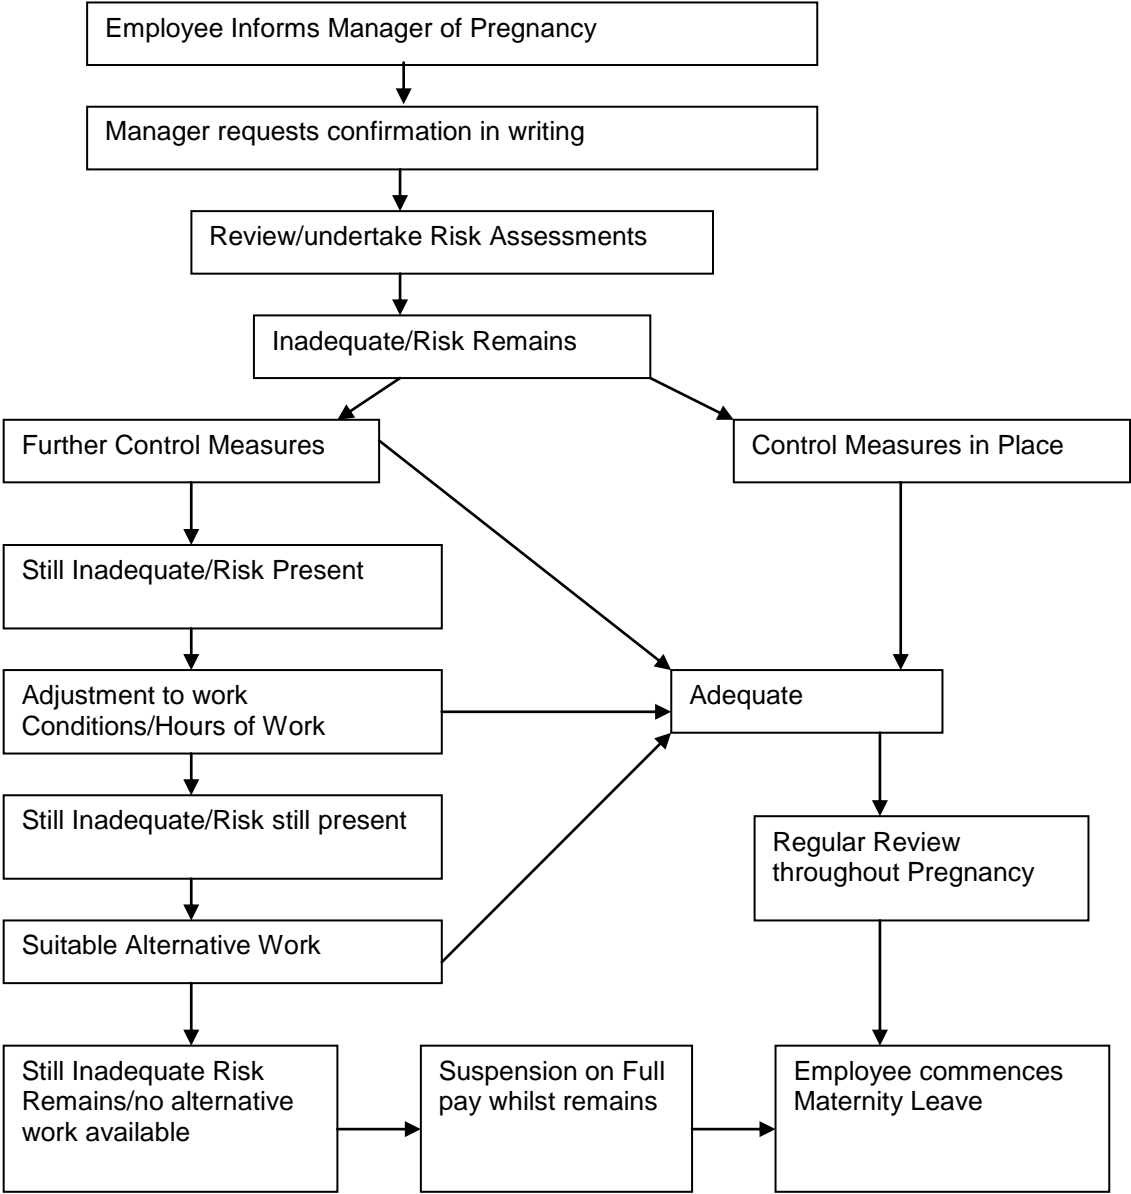 Employee Informs Manager of Pregnancy
Manager requests confirmation in writing
Review/undertake Risk Assessments
Inadequate/Risk Remains
Further Control Measures
Control Measures in Place
Still Inadequate/Risk Present
Adjustment to work
Conditions/Hours of Work
Adequate
Still Inadequate/Risk still present
Regular Review
throughout Pregnancy
Suitable Alternative Work
Still Inadequate Risk
Remains/no alternative
work available
Suspension on Full
pay whilst remains
Employee commences
Maternity Leave